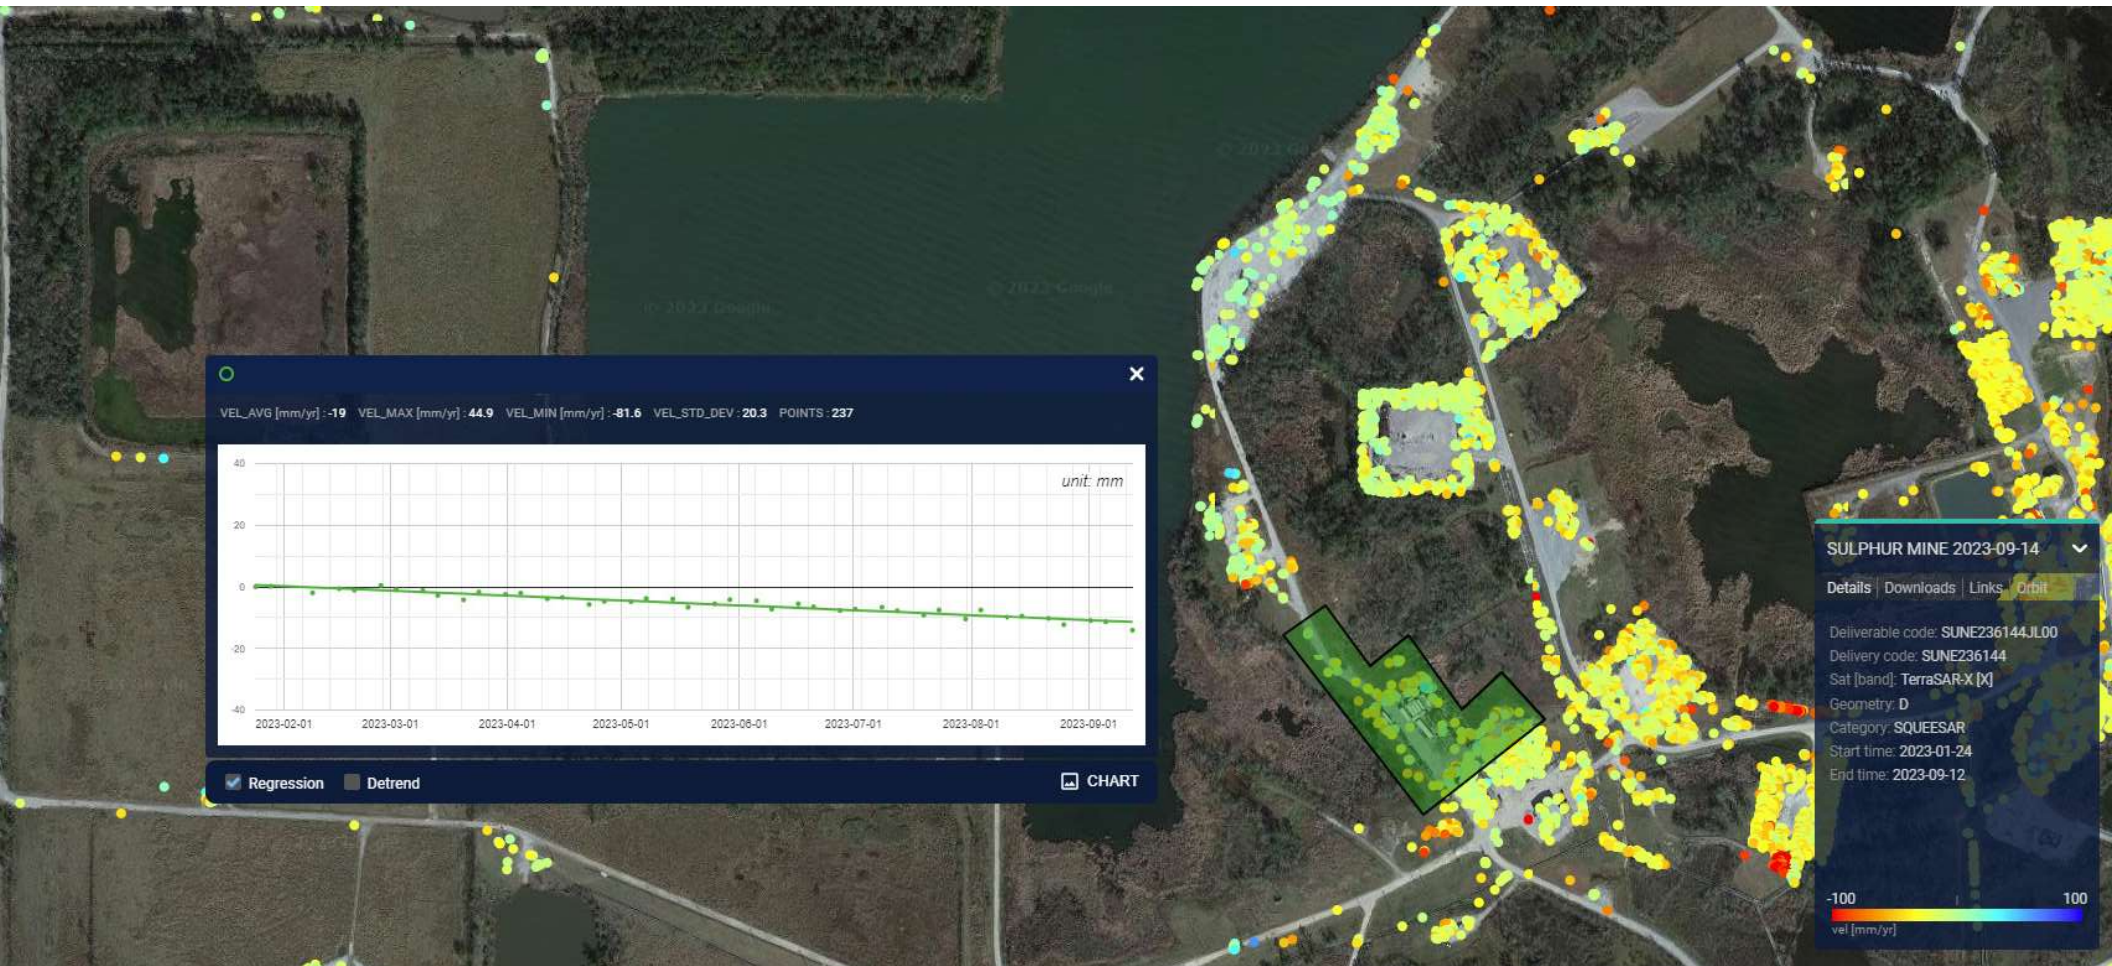 © 2022 Google
© 2022 Google
VEL_AVG [mm/yr] : -19 VEL_MAX [mm/yr] : 44.9 VEL_MIN [mm/yr] : -81.6 VEL_STD_DEV : 20.3 POINTS : 237
unit: mm
40
20
0
-20
-40
2023-02-01 2023-03-01 2023-04-01 2023-05-01 2023-06-01 2023-07-01 2023-08-01 2023-09-01
Regression Detrend CHART
SULPHUR MINE 2023-09-14
Details Downloads Links Orbit
Deliverable code: SUNE236144JL00
Delivery code: SUNE236144
Sat [band]: TerraSAR-X [X]
Geometry: D
Category: SQUEESAR
Start time: 2023-01-24
End time: 2023-09-12
-100 100
vel [mm/yr]